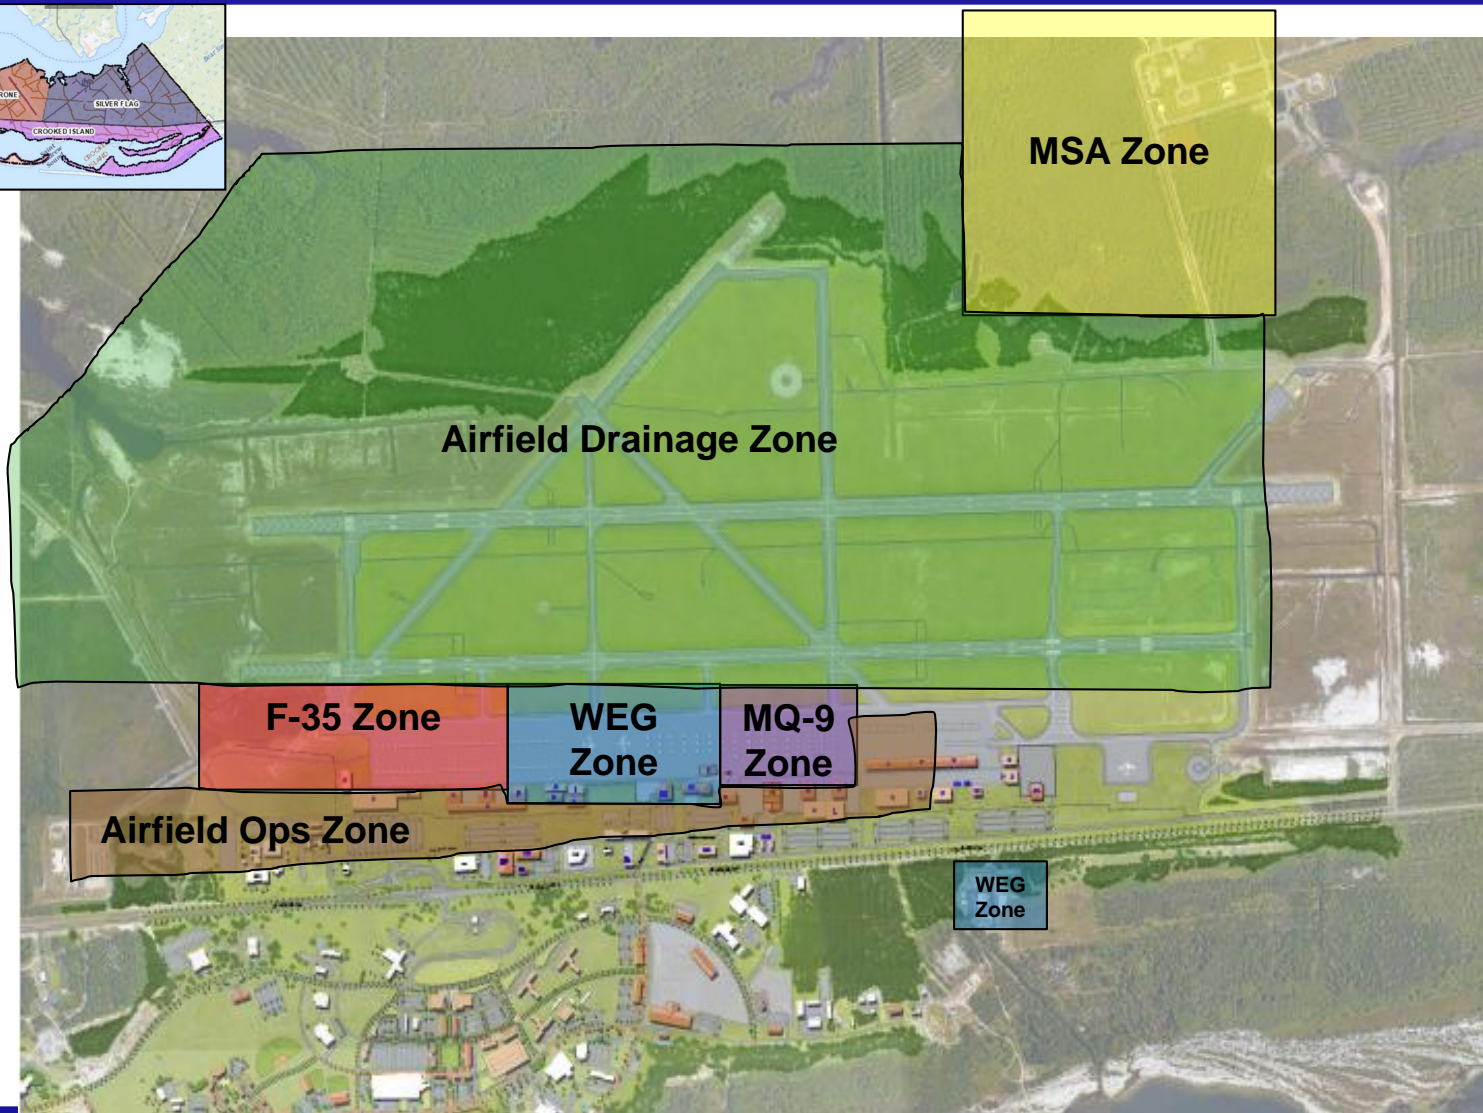 RONE
SILVER FLAG
CROOKED ISLAND
MSA Zone
Airfield Drainage Zone
F-35 Zone
WEG
Zone
MQ-9
Zone
Airfield Ops Zone
WEG
Zone